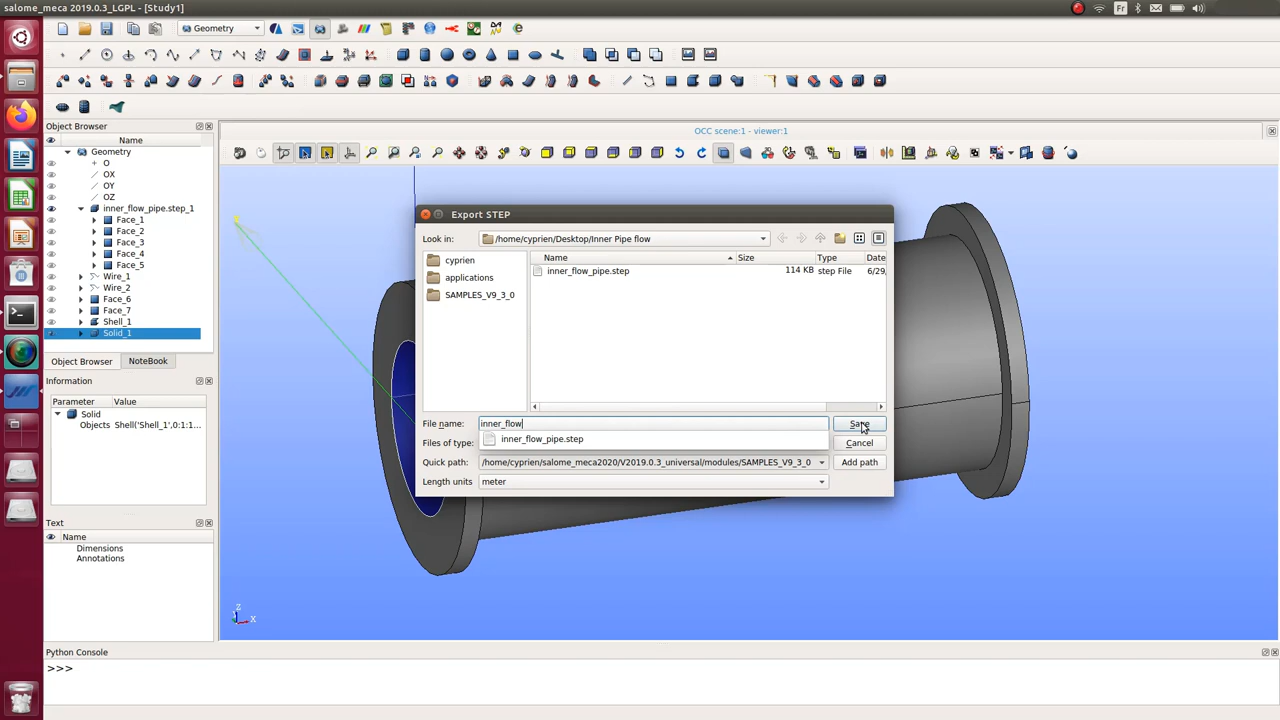 salome_meca 2019.0.3_LGPL - [Study1]
Fr
Geometry
Object Browser
OCC scene:1 - viewer:1
Name
Geometry
O
OX
OY
OZ
inner_flow_pipe.step_1
Face_1
Face_2
Face_3
Face_4
Face_5
Wire_1
Wire_2
Face_6
Face_7
Shell_1
Solid_1
Object Browser
NoteBook
Information
Parameter Value
Solid
Objects Shell('Shell_1',0:1:1...
Text
Name
Dimensions
Annotations
Export STEP
Look in: /home/cyprien/Desktop/Inner Pipe flow
cyprien
applications
SAMPLES_V9_3_0
Name Size Type Date
inner_flow_pipe.step 114 KB step File 6/29/
File name: inner_flow Save
inner_flow_pipe.step
Files of type: Cancel
Quick path: /home/cyprien/salome_meca2020/V2019.0.3_universal/modules/SAMPLES_V9_3_0 Add path
Length units meter
Z
X
Python Console
>>>